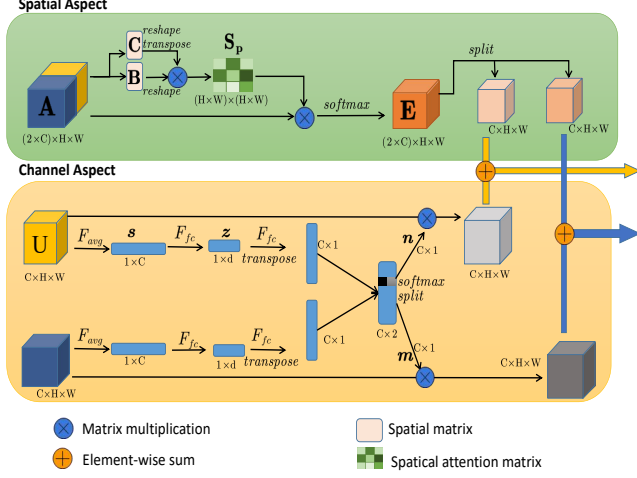 Spatial Aspect
reshape
transpose
C
S_p
split
B
A
reshape
E
(H×W)×(H×W)
softmax
(2×C)×H×W
(2×C)×H×W
C×H×W
C×H×W
Channel Aspect
U
F_avg
s
F_fc
z
F_fc
transpose
C×1
n
C×1
1×C
1×d
C×H×W
C×H×W
softmax
split
C×2
F_avg
F_fc
F_fc
transpose
C×1
m
C×1
1×C
1×d
C×H×W
C×H×W
Matrix multiplication
Spatial matrix
Element-wise sum
Spatical attention matrix